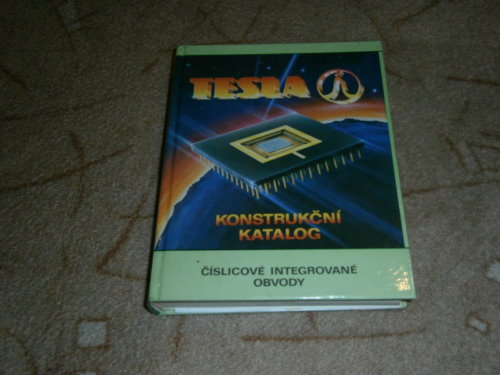 TESLA
KONSTRUKČNÍ
KATALOG
ČÍSLICOVÉ INTEGROVANÉ
OBVODY